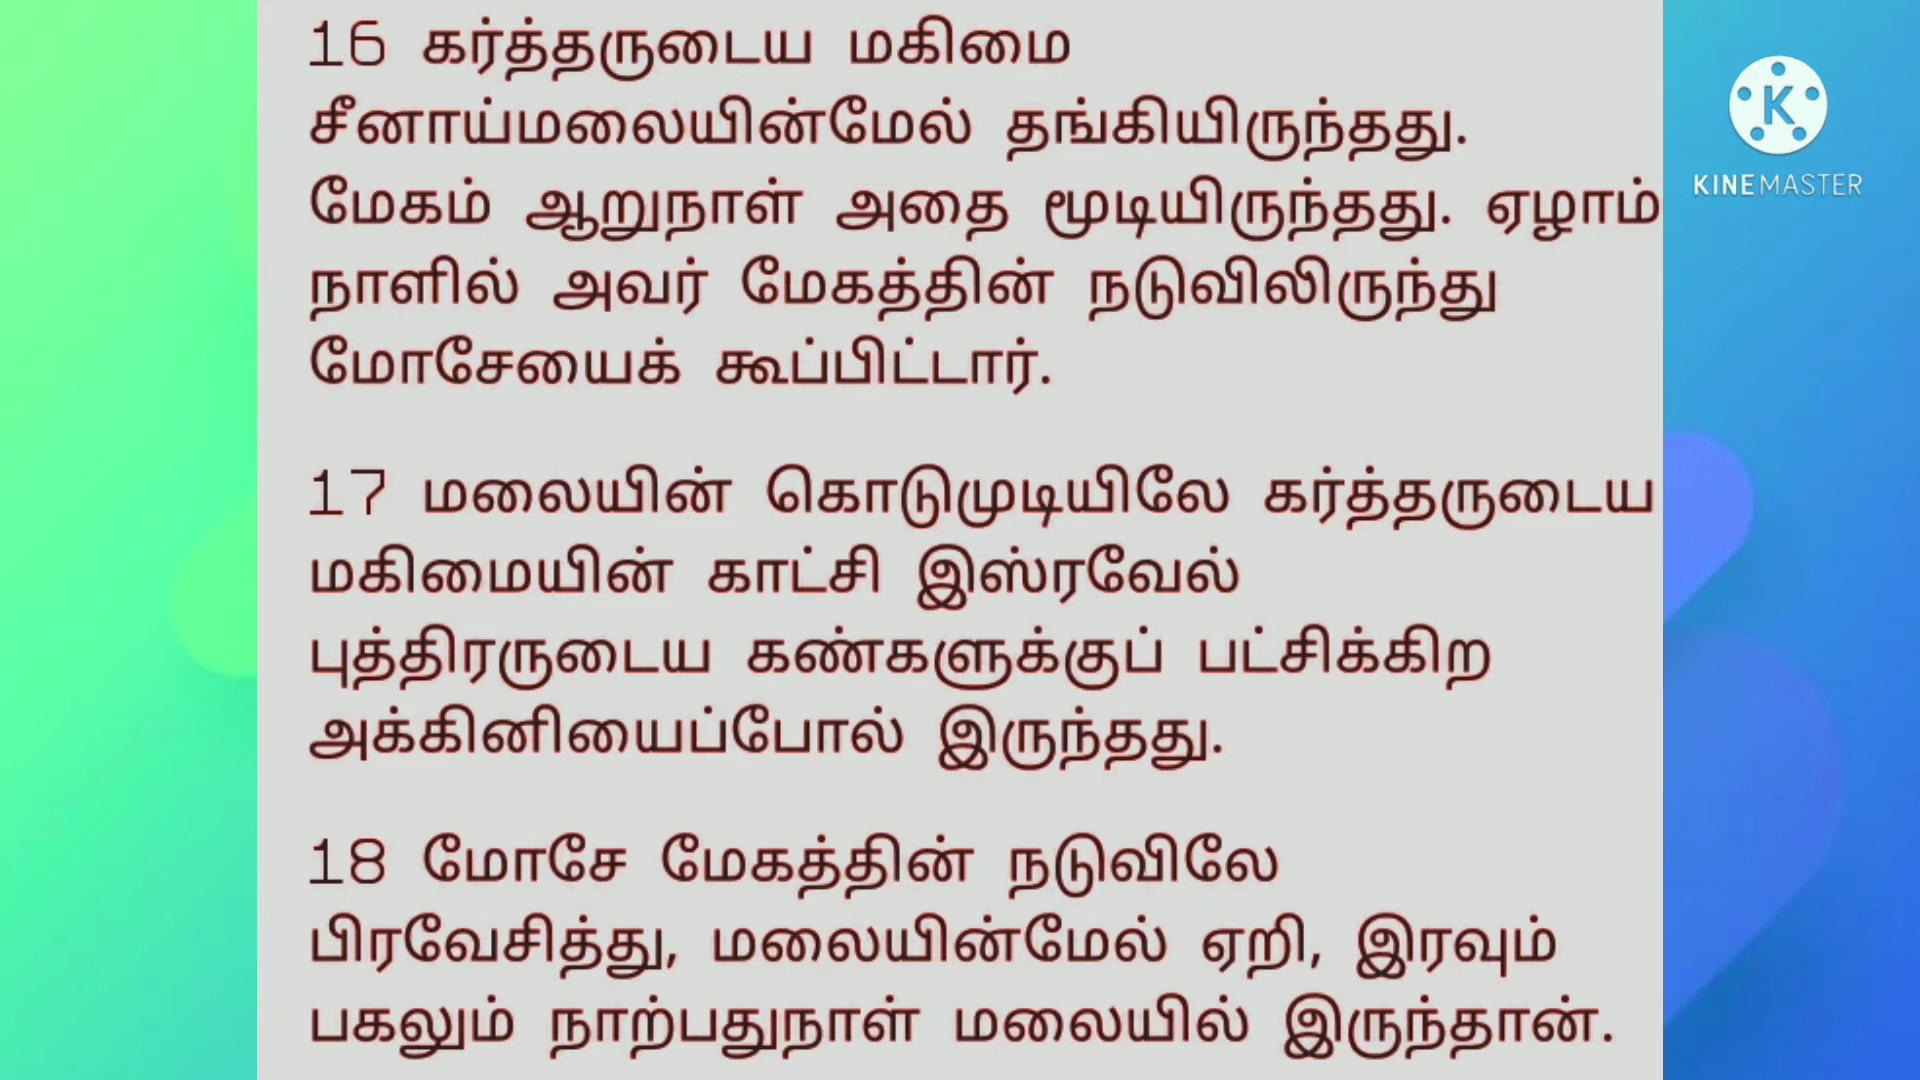 16 கர்த்தருடைய மகிமை
சீனாய்மலையின்மேல் தங்கியிருந்தது.
மேகம் ஆறுநாள் அதை மூடியிருந்தது. ஏழாம்
நாளில் அவர் மேகத்தின் நடுவிலிருந்து
மோசேயைக் கூப்பிட்டார்.
17 மலையின் கொடுமுடியிலே கர்த்தருடைய
மகிமையின் காட்சி இஸ்ரவேல்
புத்திரருடைய கண்களுக்குப் பட்சிக்கிற
அக்கினியைப்போல் இருந்தது.
18 மோசே மேகத்தின் நடுவிலே
பிரவேசித்து, மலையின்மேல் ஏறி, இரவும்
பகலும் நாற்பதுநாள் மலையில் இருந்தான்.
K
KINEMASTER